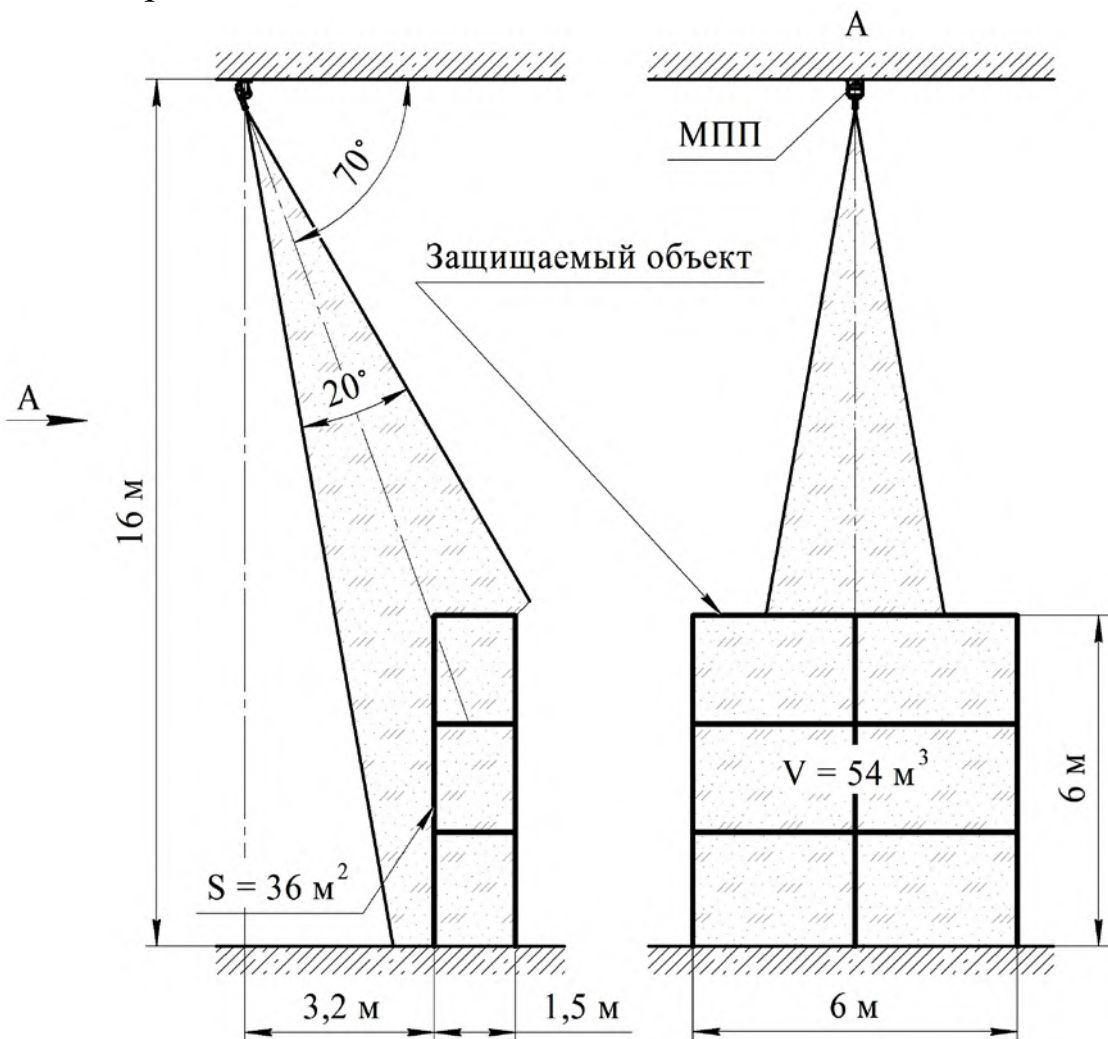 А
МПП
70°
Защищаемый объект
20°
А
16 м
V = 54 м³
6 м
S = 36 м²
3,2 м
1,5 м
6 м